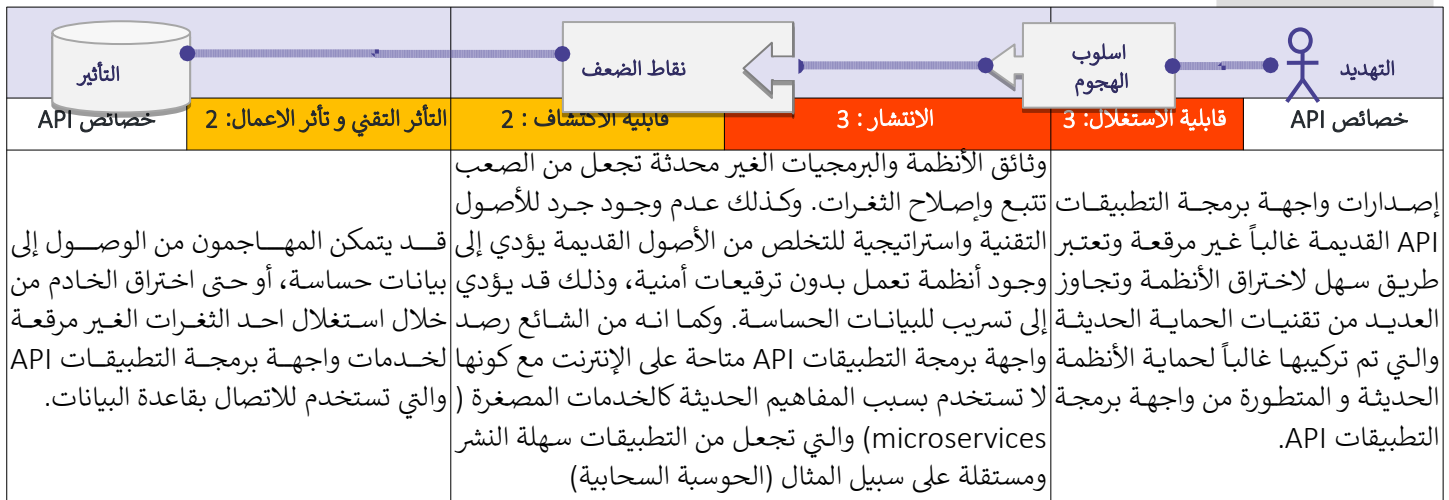 التهديد
اسلوب
الهجوم
نقاط الضعف
التأثير
خصائص API
قابلية الاستغلال: 3
الانتشار : 3
قابلية الاكتشاف : 2
التأثر التقني و تأثر الاعمال: 2
خصائص API
إصدارات واجهة برمجة التطبيقات
API القديمة غالباً غير مرقعة وتعتبر
طريق سهل لاختراق الأنظمة وتجاوز
العديد من تقنيات الحماية الحديثة
والتي تم تركيبها غالباً لحماية الأنظمة
الحديثة و المتطورة من واجهة برمجة
التطبيقات API.
وثائق الأنظمة والبرمجيات الغير محدثة تجعل من الصعب
تتبع وإصلاح الثغرات. وكذلك عدم وجود جرد للأصول
التقنية واستراتيجية للتخلص من الأصول القديمة يؤدي إلى
وجود أنظمة تعمل بدون ترقيعات أمنية، وذلك قد يؤدي
إلى تسريب للبيانات الحساسة. وكما انه من الشائع رصد
واجهة برمجة التطبيقات API متاحة على الإنترنت مع كونها
لا تستخدم بسبب المفاهيم الحديثة كالخدمات المصغرة (
microservices) والتي تجعل من التطبيقات سهلة النشر
ومستقلة على سبيل المثال (الحوسبة السحابية)
قد يتمكن المهاجمون من الوصول إلى
بيانات حساسة، أو حتى اختراق الخادم من
خلال استغلال احد الثغرات الغير مرقعة
لخدمات واجهة برمجة التطبيقات API
والتي تستخدم للاتصال بقاعدة البيانات.